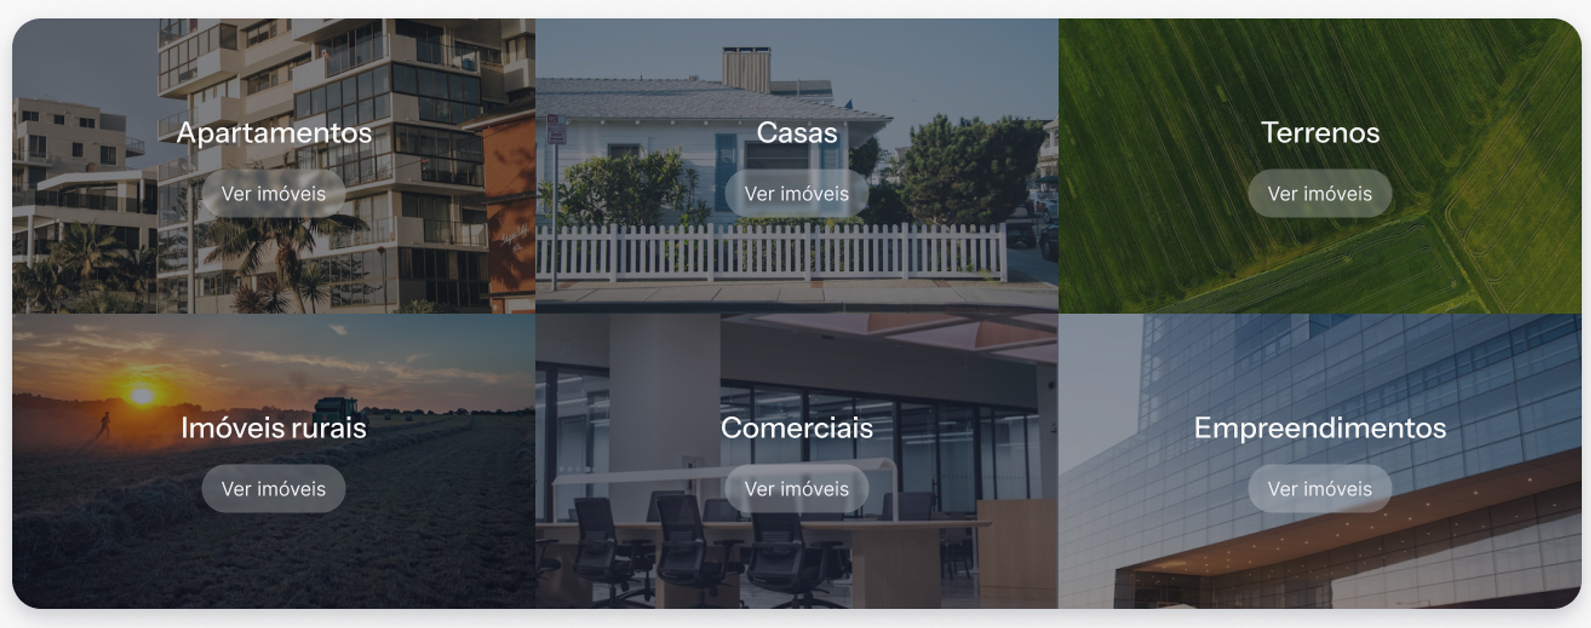 Apartamentos
Ver imóveis
Casas
Ver imóveis
Terrenos
Ver imóveis
Imóveis rurais
Ver imóveis
Comerciais
Ver imóveis
Empreendimentos
Ver imóveis